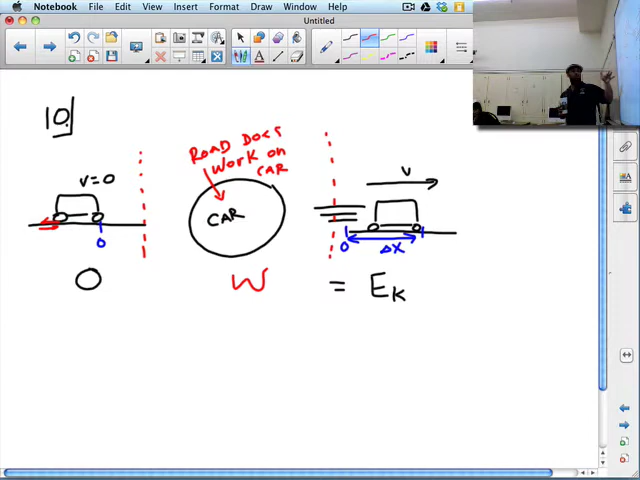 Notebook File Edit View Insert Format Draw Window Help
Untitled
10
ROAD DOES
WORK ON
CAR
v=0
CAR
v
0
0
Δx
0
W
= EK